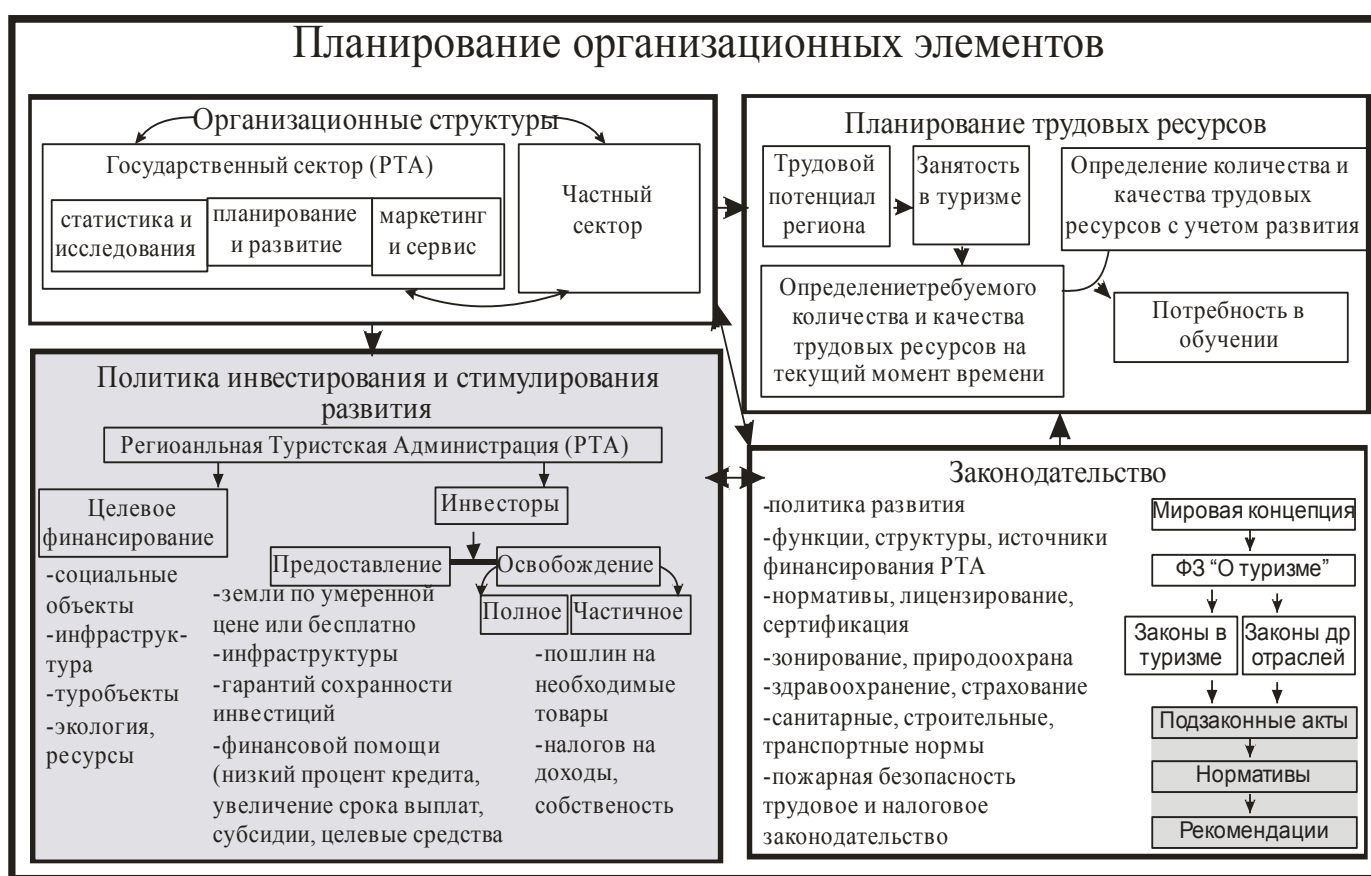 Планирование организационных элементов
Организационные структуры
Государственный сектор (РТА)
статистика и
исследования
планирование
и развитие
маркетинг
и сервис
Частный
сектор
Планирование трудовых ресурсов
Трудовой
потенциал
региона
Занятость
в туризме
Определение количества и
качества трудовых
ресурсов с учетом развития
Определениетребуемого
количества и качества
трудовых ресурсов на
текущий момент времени
Потребность в
обучении
Политика инвестирования и стимулирования
развития
Региоанльная Туристская Администрация (РТА)
Целевое
финансирование
-социальные
объекты
-инфраструк-
тура
-туробъекты
-экология,
ресурсы
Инвесторы
Предоставление
-земли по умеренной
цене или бесплатно
-инфраструктуры
-гарантий сохранности
инвестиций
-финансовой помощи
(низкий процент кредита,
увеличение срока выплат,
субсидии, целевые средства
Освобождение
Полное
Частичное
-пошлин на
необходимые
товары
-налогов на
доходы,
собственость
Законодательство
-политика развития
-функции, структуры, источники
финансирования РТА
-нормативы, лицензирование,
сертификация
-зонирование, природоохрана
-здравоохранение, страхование
-санитарные, строительные,
транспортные нормы
-пожарная безопасность
трудовое и налоговое
законодательство
Мировая концепция
ФЗ “О туризме”
Законы в
туризме
Законы др
отраслей
Подзаконные акты
Нормативы
Рекомендации